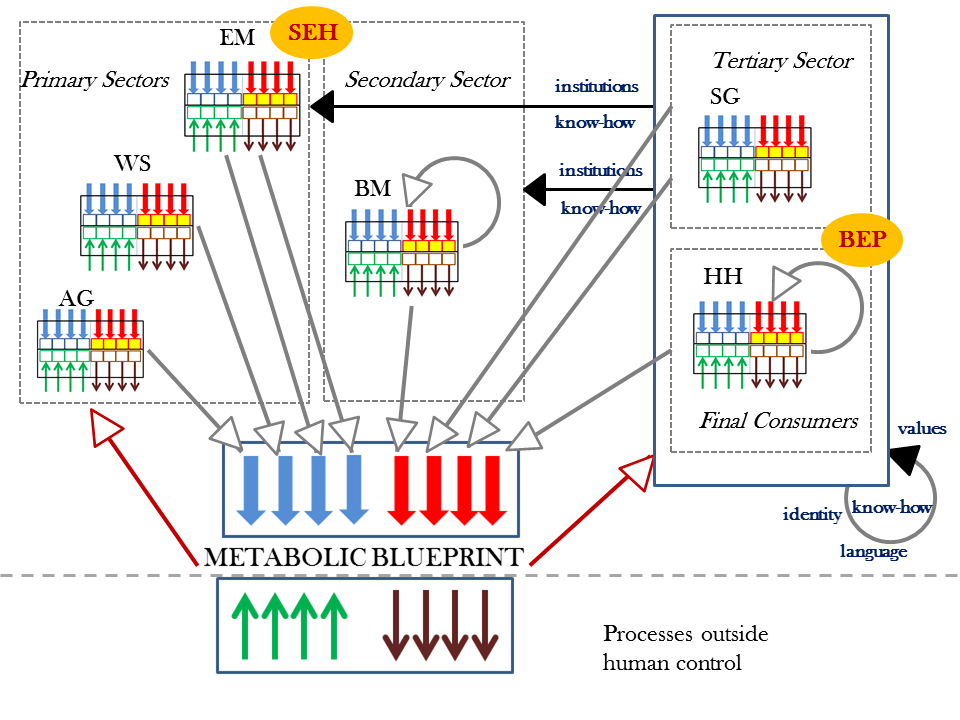 EM
SEH
Primary Sectors
Secondary Sector
Tertiary Sector
SG
institutions
know-how
WS
BM
institutions
know-how
BEP
HH
AG
Final Consumers
values
know-how
identity
language
METABOLIC BLUEPRINT
Processes outside
human control